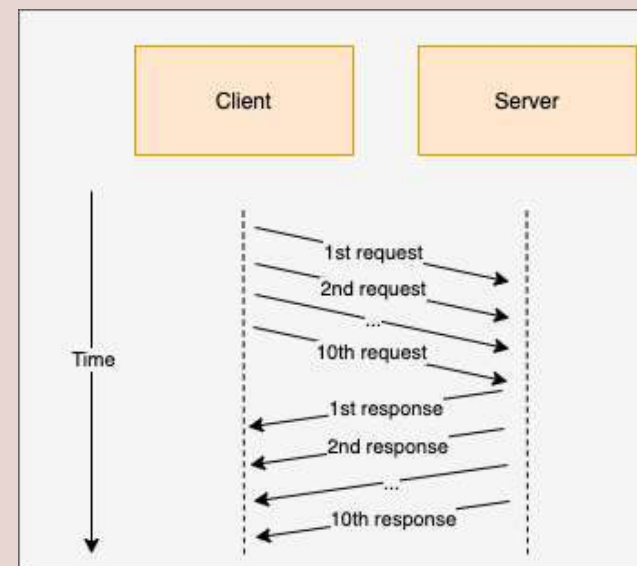 Client
Server
1st request
2nd request
...
10th request
Time
1st response
2nd response
...
10th response